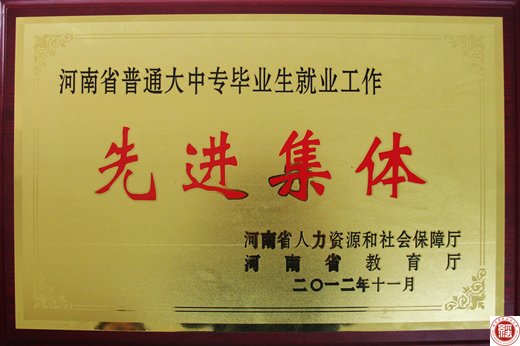 河南省普通大中专毕业生就业工作
先进集体
河南省人力资源和社会保障厅
河南省教育厅
二〇一二年十一月